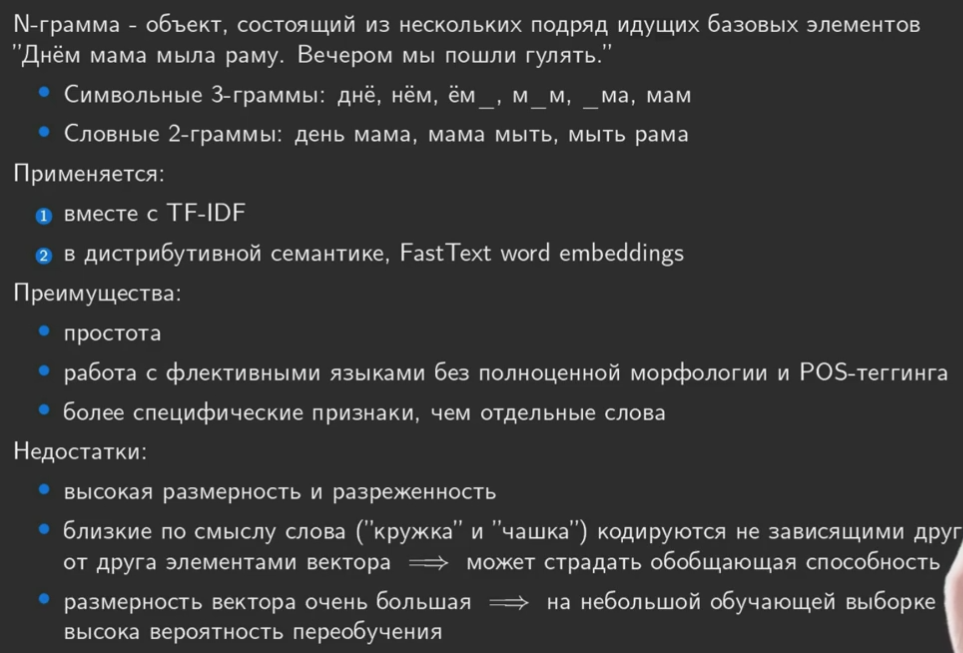 N-грамма - объект, состоящий из нескольких подряд идущих базовых элементов
"Днём мама мыла раму. Вечером мы пошли гулять."
• Символьные 3-граммы: днё, нём, ём_, м_м, _ма, мам
• Словные 2-граммы: день мама, мама мыть, мыть рама
Применяется:
1 вместе с TF-IDF
2 в дистрибутивной семантике, FastText word embeddings
Преимущества:
• простота
• работа с флективными языками без полноценной морфологии и POS-теггинга
• более специфические признаки, чем отдельные слова
Недостатки:
• высокая размерность и разреженность
• близкие по смыслу слова ("кружка" и "чашка") кодируются не зависящими друг
от друга элементами вектора ⟹ может страдать обобщающая способность
• размерность вектора очень большая ⟹ на небольшой обучающей выборке
высока вероятность переобучения